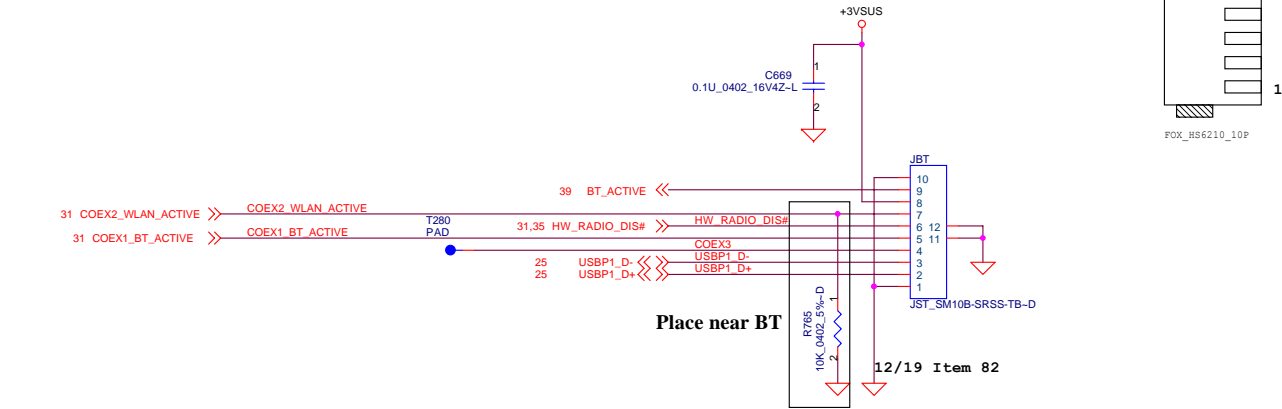 +3VSUS
1
C669
0.1U_0402_16V4Z~L
2
1
FOX_HS6210_10P
JBT
10
39 BT_ACTIVE
9
8
31 COEX2_WLAN_ACTIVE
COEX2_WLAN_ACTIVE
7
T280
PAD
31,35 HW_RADIO_DIS#
HW_RADIO_DIS#
6 12
31 COEX1_BT_ACTIVE
COEX1_BT_ACTIVE
5 11
COEX3
4
25 USBP1_D-
USBP1_D-
3
25 USBP1_D+
USBP1_D+
2
1
JST_SM10B-SRSS-TB~D
Place near BT
1
R765
10K_0402_5%~D
2
12/19 Item 82